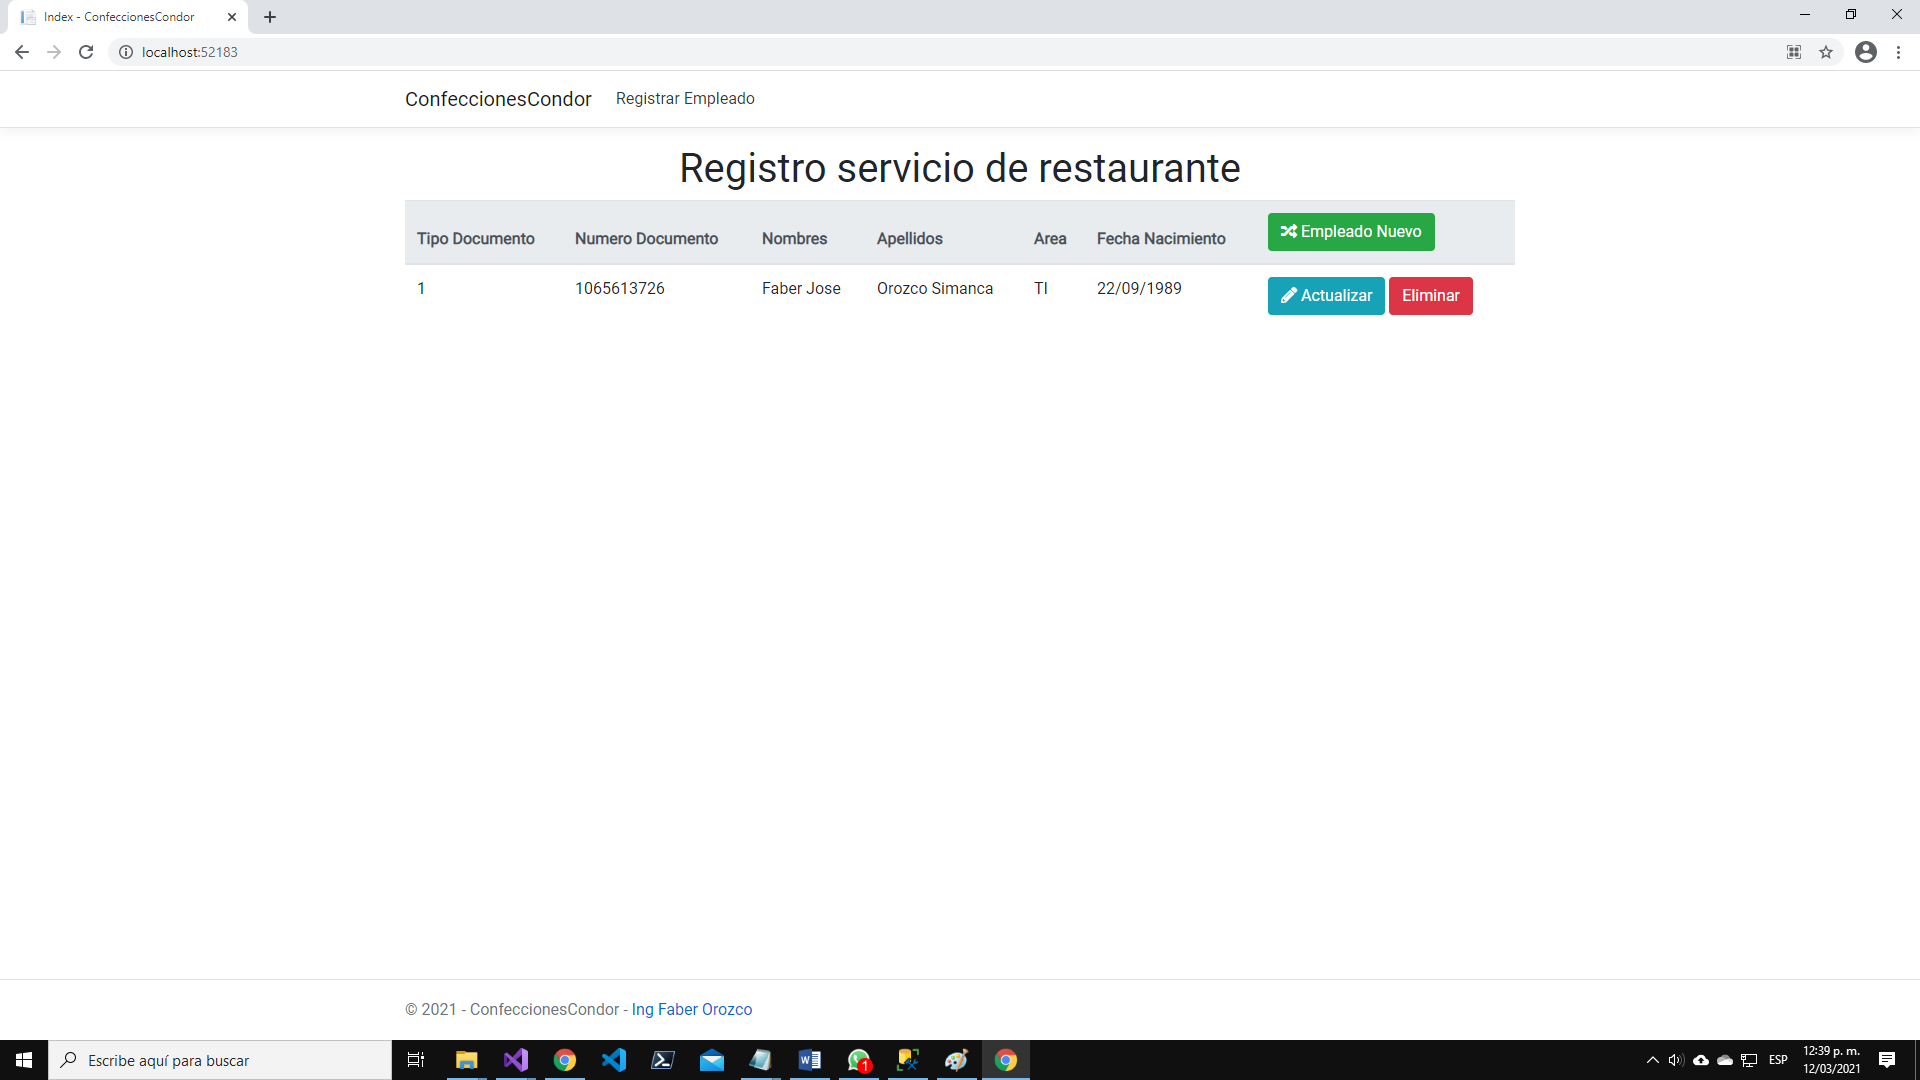 Index - ConfeccionesCondor
localhost:52183
ConfeccionesCondor Registrar Empleado
Registro servicio de restaurante
Tipo Documento Numero Documento Nombres Apellidos Area Fecha Nacimiento Empleado Nuevo
1 1065613726 Faber Jose Orozco Simanca TI 22/09/1989 Actualizar Eliminar
© 2021 - ConfeccionesCondor - Ing Faber Orozco
Escribe aquí para buscar
1
ESP
12:39 p. m.
12/03/2021